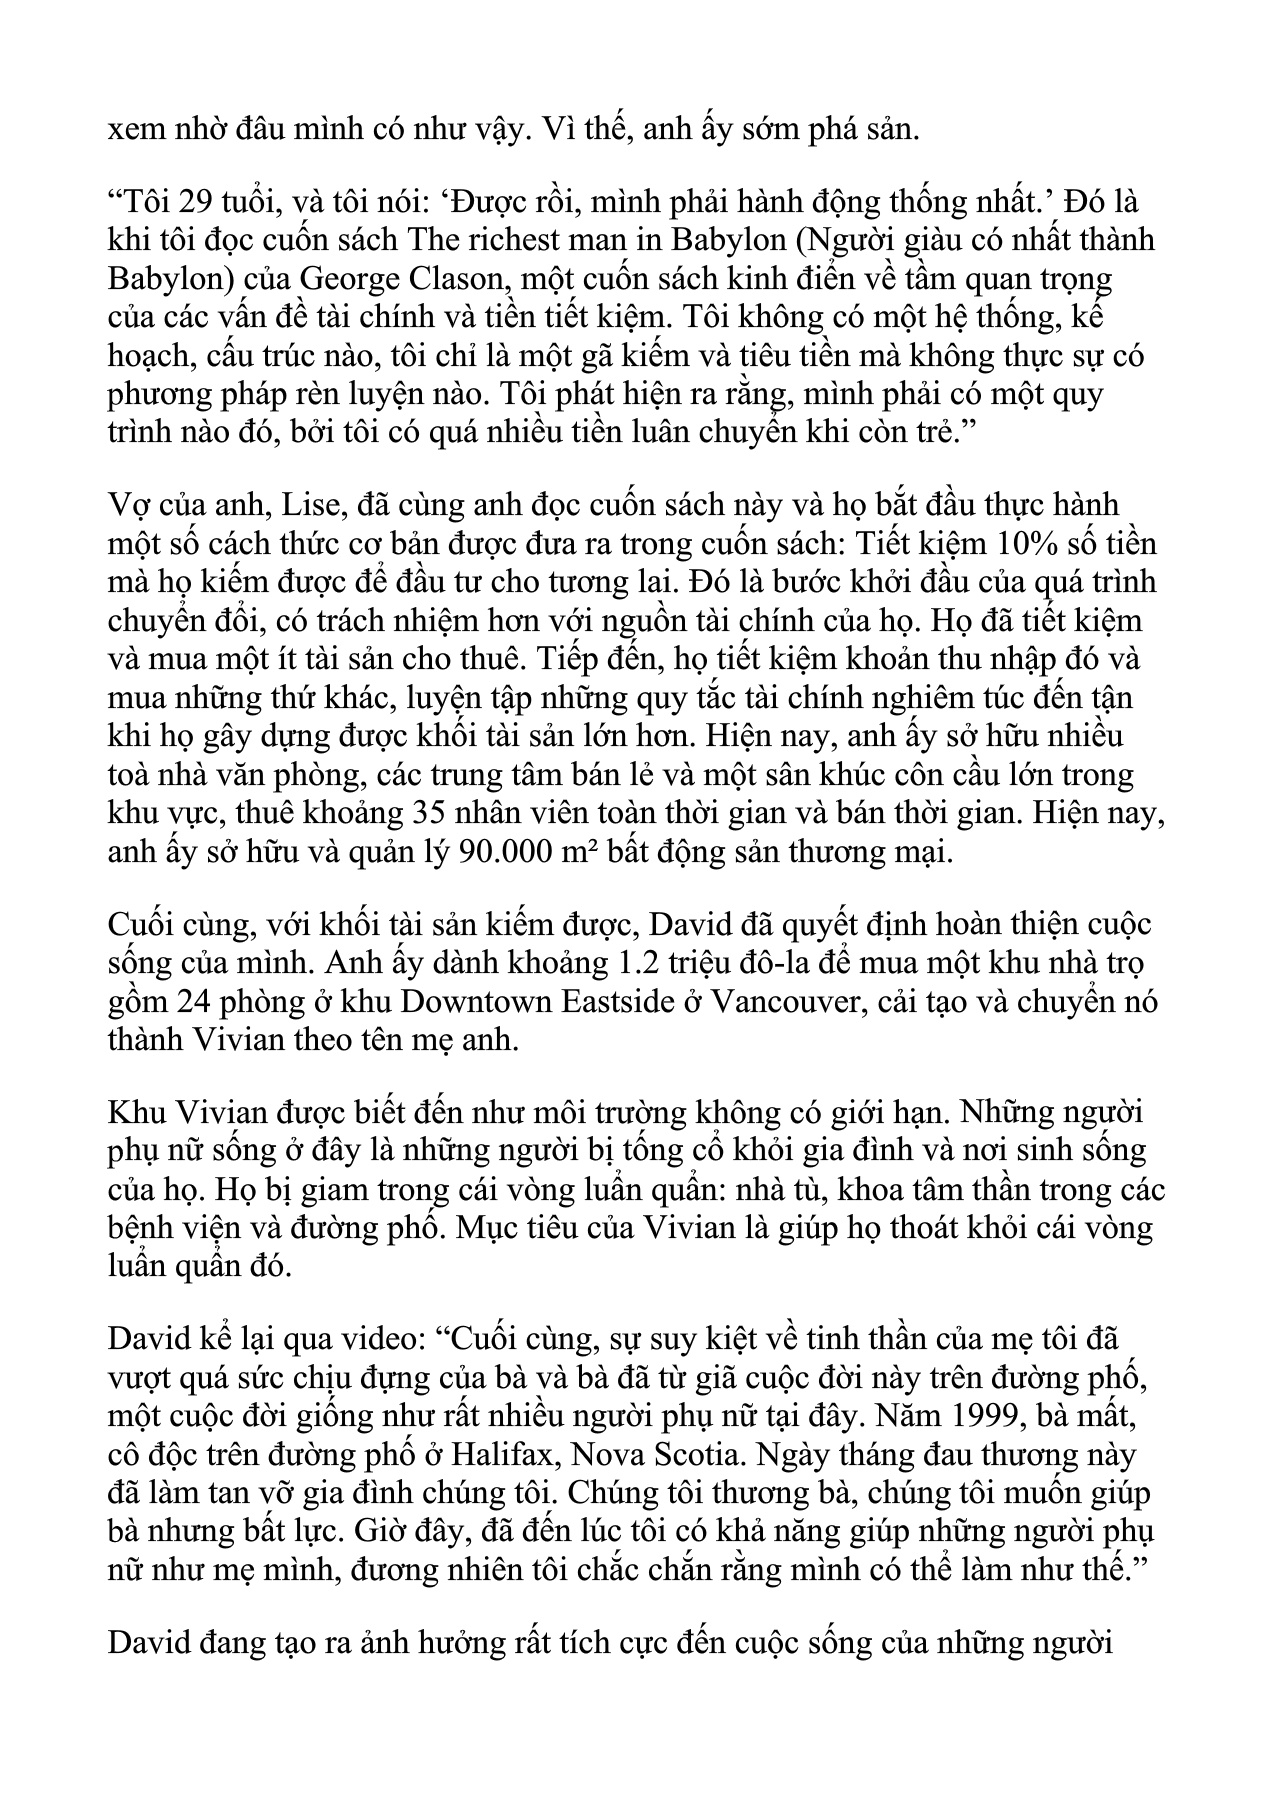 xem nhờ đâu mình có như vậy. Vì thế, anh ấy sớm phá sản.
“Tôi 29 tuổi, và tôi nói: ‘Được rồi, mình phải hành động thống nhất.’ Đó là
khi tôi đọc cuốn sách The richest man in Babylon (Người giàu có nhất thành
Babylon) của George Clason, một cuốn sách kinh điển về tầm quan trọng
của các vấn đề tài chính và tiền tiết kiệm. Tôi không có một hệ thống, kế
hoạch, cấu trúc nào, tôi chỉ là một gã kiếm và tiêu tiền mà không thực sự có
phương pháp rèn luyện nào. Tôi phát hiện ra rằng, mình phải có một quy
trình nào đó, bởi tôi có quá nhiều tiền luân chuyển khi còn trẻ.”
Vợ của anh, Lise, đã cùng anh đọc cuốn sách này và họ bắt đầu thực hành
một số cách thức cơ bản được đưa ra trong cuốn sách: Tiết kiệm 10% số tiền
mà họ kiếm được để đầu tư cho tương lai. Đó là bước khởi đầu của quá trình
chuyển đổi, có trách nhiệm hơn với nguồn tài chính của họ. Họ đã tiết kiệm
và mua một ít tài sản cho thuê. Tiếp đến, họ tiết kiệm khoản thu nhập đó và
mua những thứ khác, luyện tập những quy tắc tài chính nghiêm túc đến tận
khi họ gây dựng được khối tài sản lớn hơn. Hiện nay, anh ấy sở hữu nhiều
toà nhà văn phòng, các trung tâm bán lẻ và một sân khúc côn cầu lớn trong
khu vực, thuê khoảng 35 nhân viên toàn thời gian và bán thời gian. Hiện nay,
anh ấy sở hữu và quản lý 90.000 m² bất động sản thương mại.
Cuối cùng, với khối tài sản kiếm được, David đã quyết định hoàn thiện cuộc
sống của mình. Anh ấy dành khoảng 1.2 triệu đô-la để mua một khu nhà trọ
gồm 24 phòng ở khu Downtown Eastside ở Vancouver, cải tạo và chuyển nó
thành Vivian theo tên mẹ anh.
Khu Vivian được biết đến như môi trường không có giới hạn. Những người
phụ nữ sống ở đây là những người bị tống cổ khỏi gia đình và nơi sinh sống
của họ. Họ bị giam trong cái vòng luẩn quẩn: nhà tù, khoa tâm thần trong các
bệnh viện và đường phố. Mục tiêu của Vivian là giúp họ thoát khỏi cái vòng
luẩn quẩn đó.
David kể lại qua video: “Cuối cùng, sự suy kiệt về tinh thần của mẹ tôi đã
vượt quá sức chịu đựng của bà và bà đã từ giã cuộc đời này trên đường phố,
một cuộc đời giống như rất nhiều người phụ nữ tại đây. Năm 1999, bà mất,
cô độc trên đường phố ở Halifax, Nova Scotia. Ngày tháng đau thương này
đã làm tan vỡ gia đình chúng tôi. Chúng tôi thương bà, chúng tôi muốn giúp
bà nhưng bất lực. Giờ đây, đã đến lúc tôi có khả năng giúp những người phụ
nữ như mẹ mình, đương nhiên tôi chắc chắn rằng mình có thể làm như thế.”
David đang tạo ra ảnh hưởng rất tích cực đến cuộc sống của những người